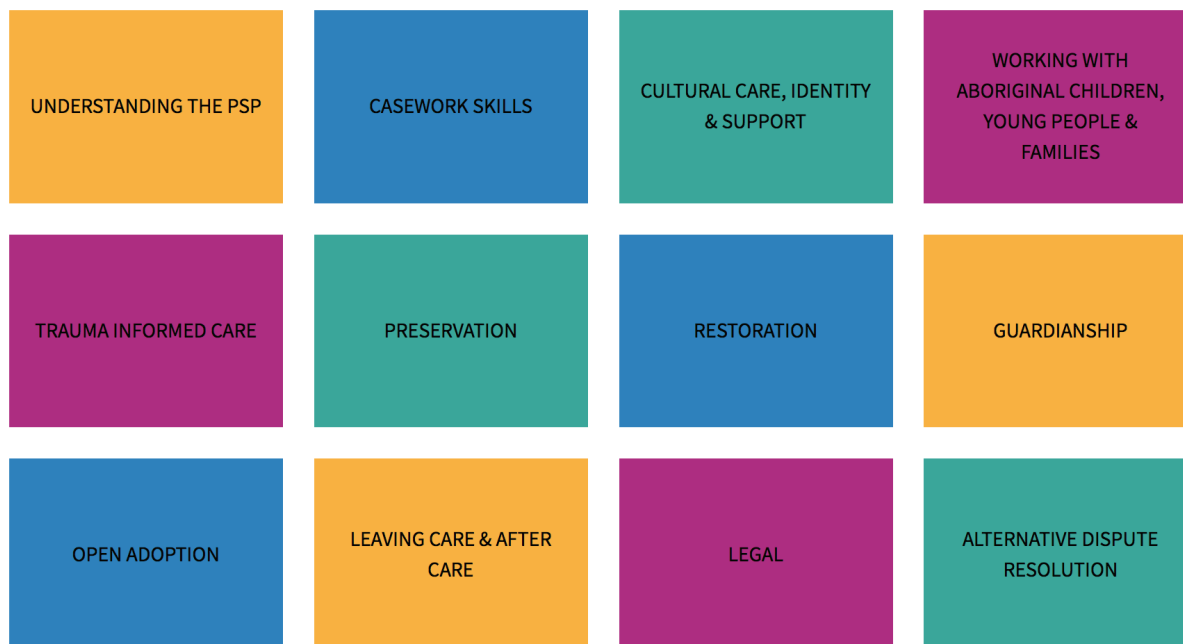 UNDERSTANDING THE PSP
CASEWORK SKILLS
CULTURAL CARE, IDENTITY
& SUPPORT
WORKING WITH
ABORIGINAL CHILDREN,
YOUNG PEOPLE &
FAMILIES
TRAUMA INFORMED CARE
PRESERVATION
RESTORATION
GUARDIANSHIP
OPEN ADOPTION
LEAVING CARE & AFTER
CARE
LEGAL
ALTERNATIVE DISPUTE
RESOLUTION